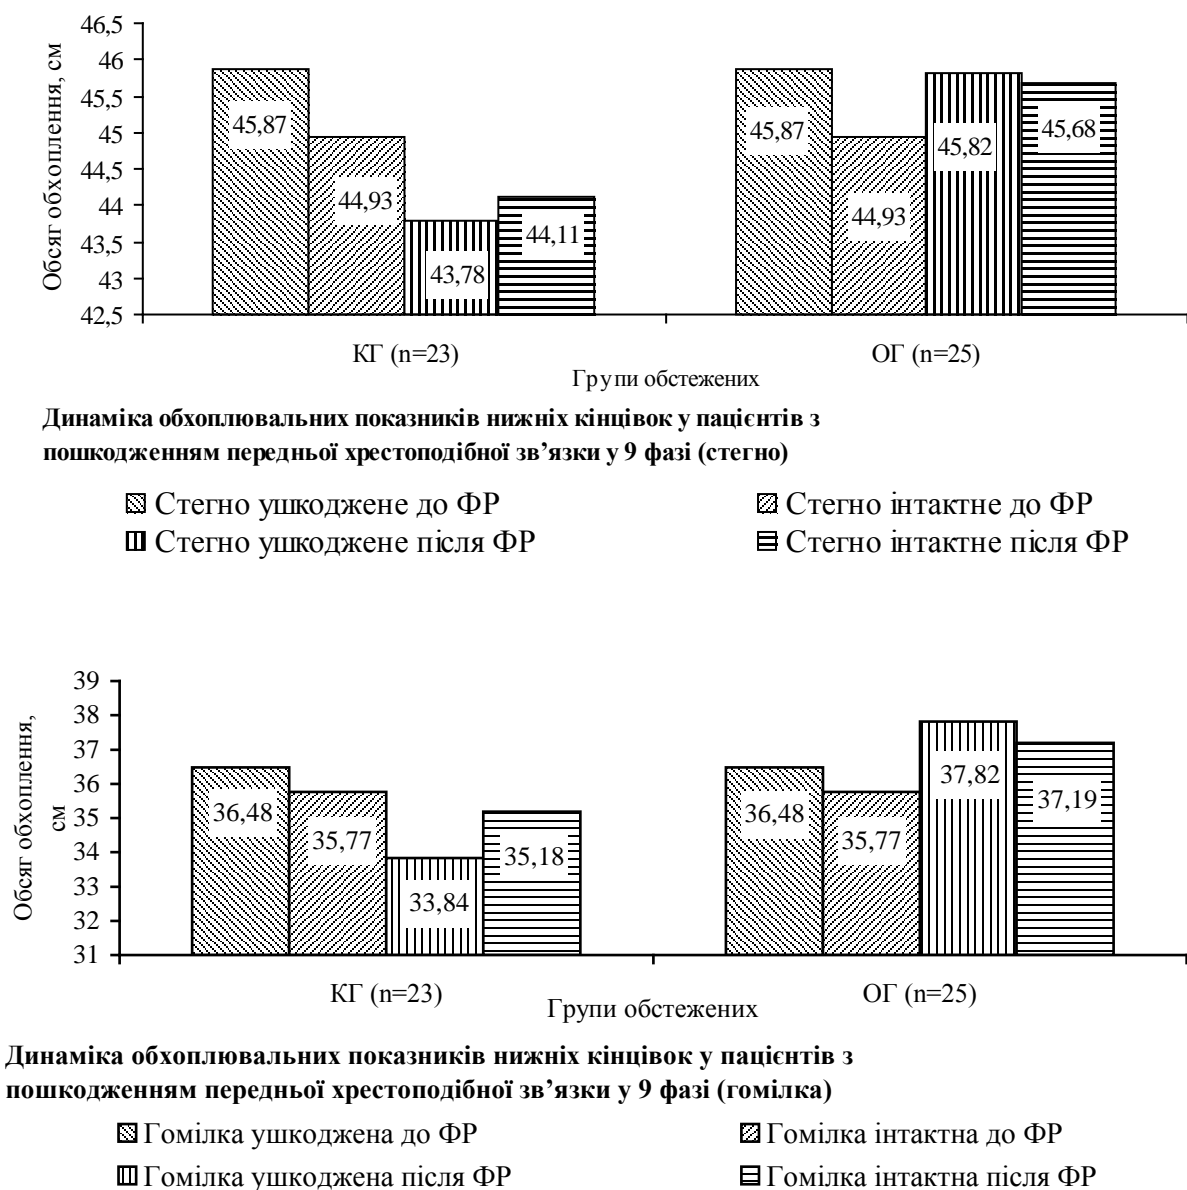 Обсяг обхоплення, см
46,5
46
45,5
45
44,5
44
43,5
43
42,5
45,87
44,93
43,78
44,11
45,87
44,93
45,82
45,68
КГ (n=23)
ОГ (n=25)
Групи обстежених
Динаміка обхоплювальних показників нижніх кінцівок у пацієнтів з
пошкодженням передньої хрестоподібної зв’язки у 9 фазі (стегно)
Стегно ушкоджене до ФР
Стегно інтактне до ФР
Стегно ушкоджене після ФР
Стегно інтактне після ФР
Обсяг обхоплення,
см
39
38
37
36
35
34
33
32
31
36,48
35,77
33,84
35,18
36,48
35,77
37,82
37,19
КГ (n=23)
ОГ (n=25)
Групи обстежених
Динаміка обхоплювальних показників нижніх кінцівок у пацієнтів з
пошкодженням передньої хрестоподібної зв’язки у 9 фазі (гомілка)
Гомілка ушкоджена до ФР
Гомілка інтактна до ФР
Гомілка ушкоджена після ФР
Гомілка інтактна після ФР